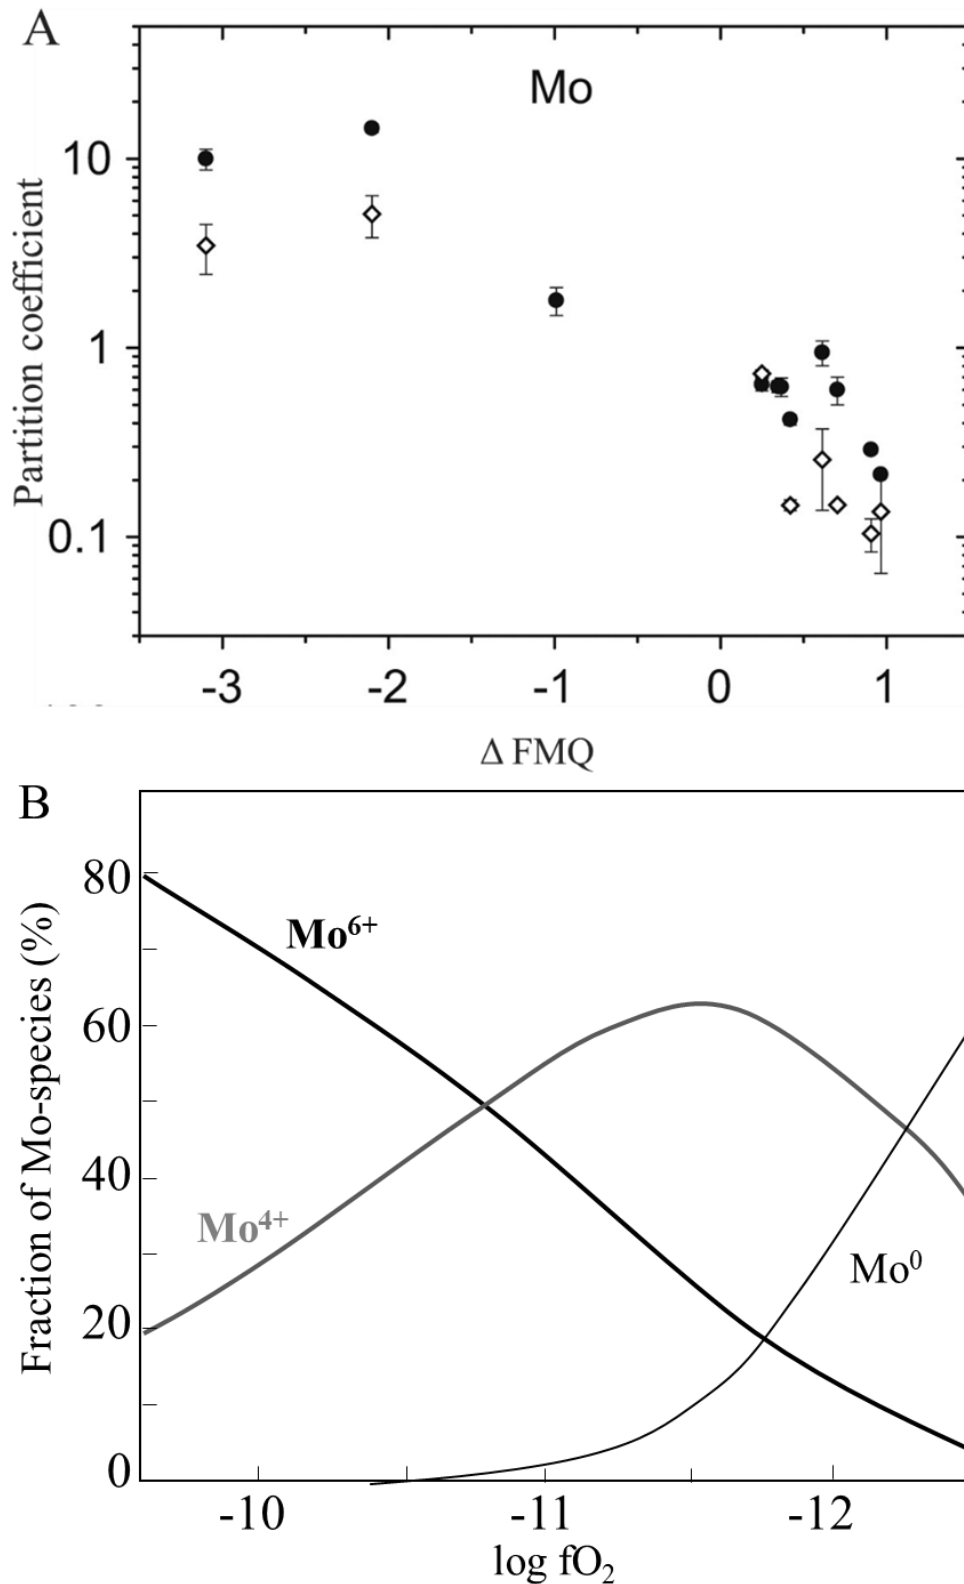 A
Mo
Partition coefficient
10
1
0.1
-3 -2 -1 0 1
Δ FMQ
B
Fraction of Mo-species (%)
80
60
40
20
0
Mo⁶⁺
Mo⁴⁺
Mo⁰
-10 -11 -12
log fO₂